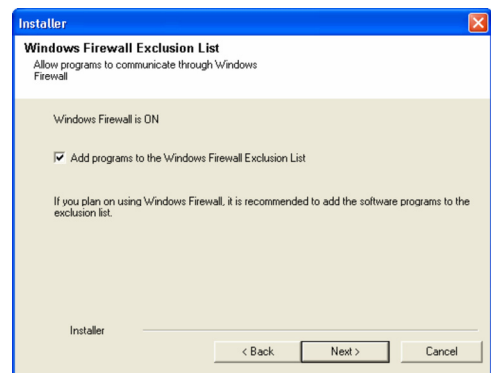 Installer
Windows Firewall Exclusion List
Allow programs to communicate through Windows
Firewall
Windows Firewall is ON
Add programs to the Windows Firewall Exclusion List
If you plan on using Windows Firewall, it is recommended to add the software programs to the
exclusion list.
Installer
< Back
Next >
Cancel